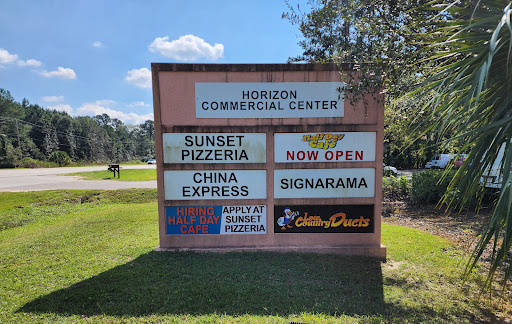 HORIZON
COMMERCIAL CENTER
SUNSET
PIZZERIA
Half Day
Cafe
NOW OPEN
CHINA
EXPRESS
SIGNARAMA
HIRING
HALF DAY
CAFE
APPLY AT
SUNSET
PIZZERIA
Low
Country Ducts